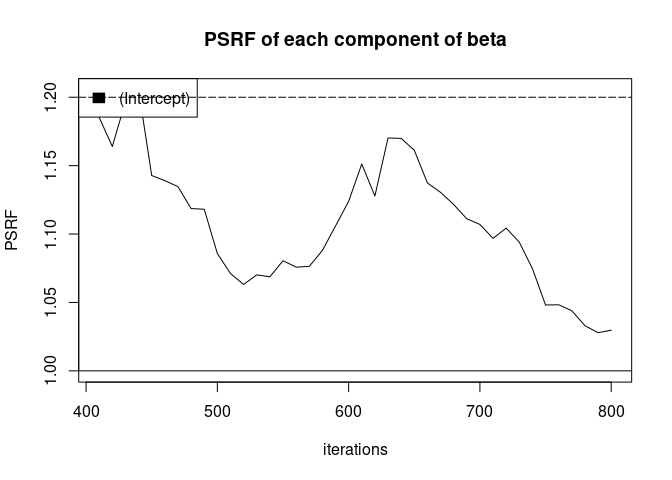 PSRF of each component of beta
(Intercept)
PSRF
1.20
1.15
1.10
1.05
1.00
400 500 600 700 800
iterations